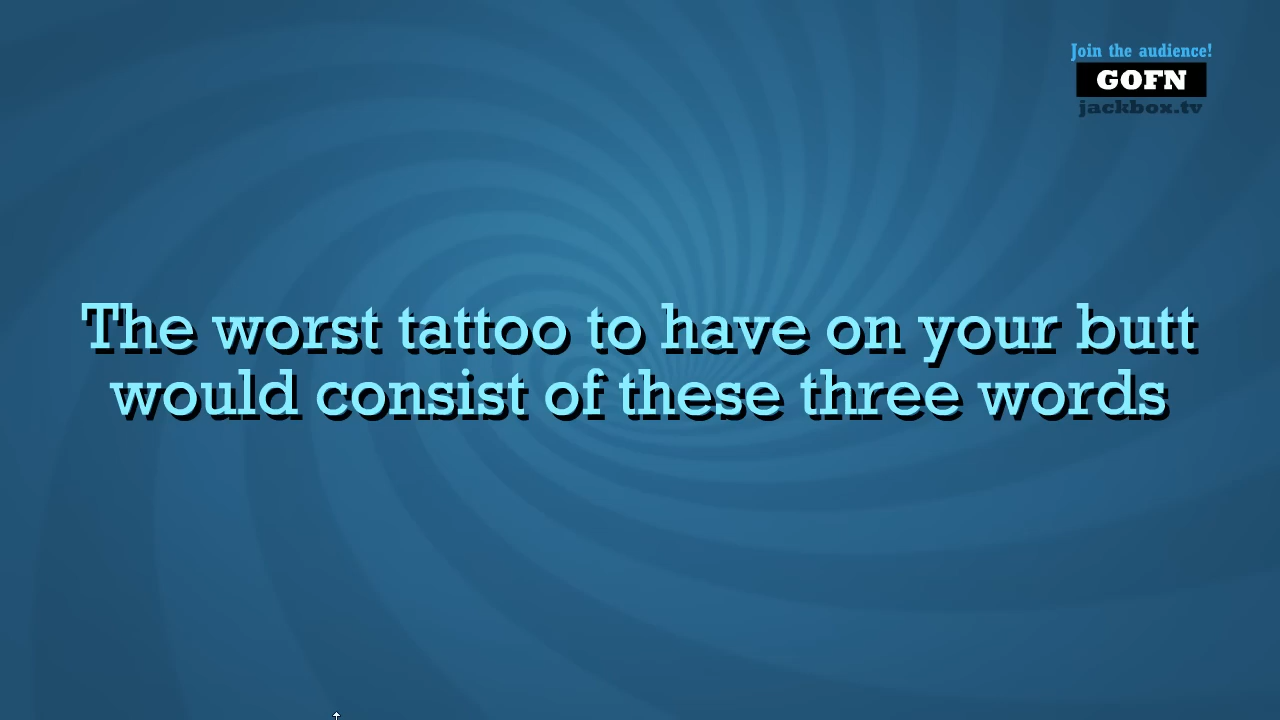 Join the audience!
GOFN
jackbox.tv
The worst tattoo to have on your butt
would consist of these three words